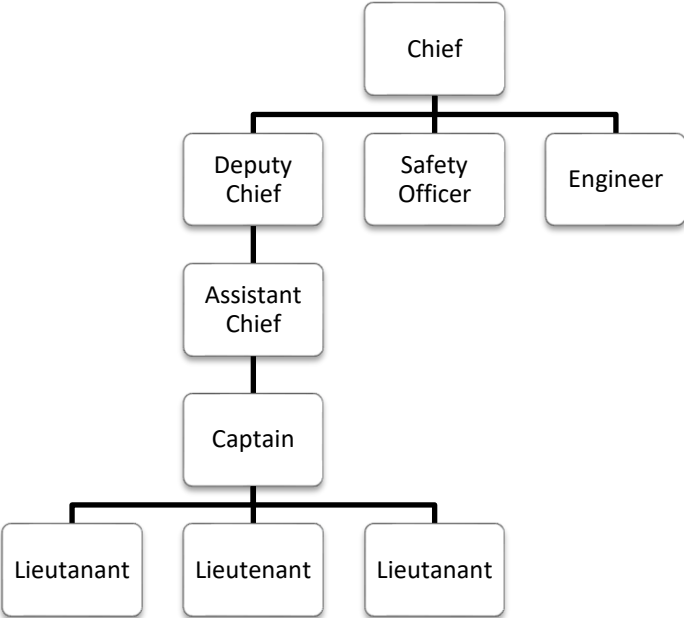 Chief
Deputy
Chief
Safety
Officer
Engineer
Assistant
Chief
Captain
Lieutanant
Lieutenant
Lieutanant